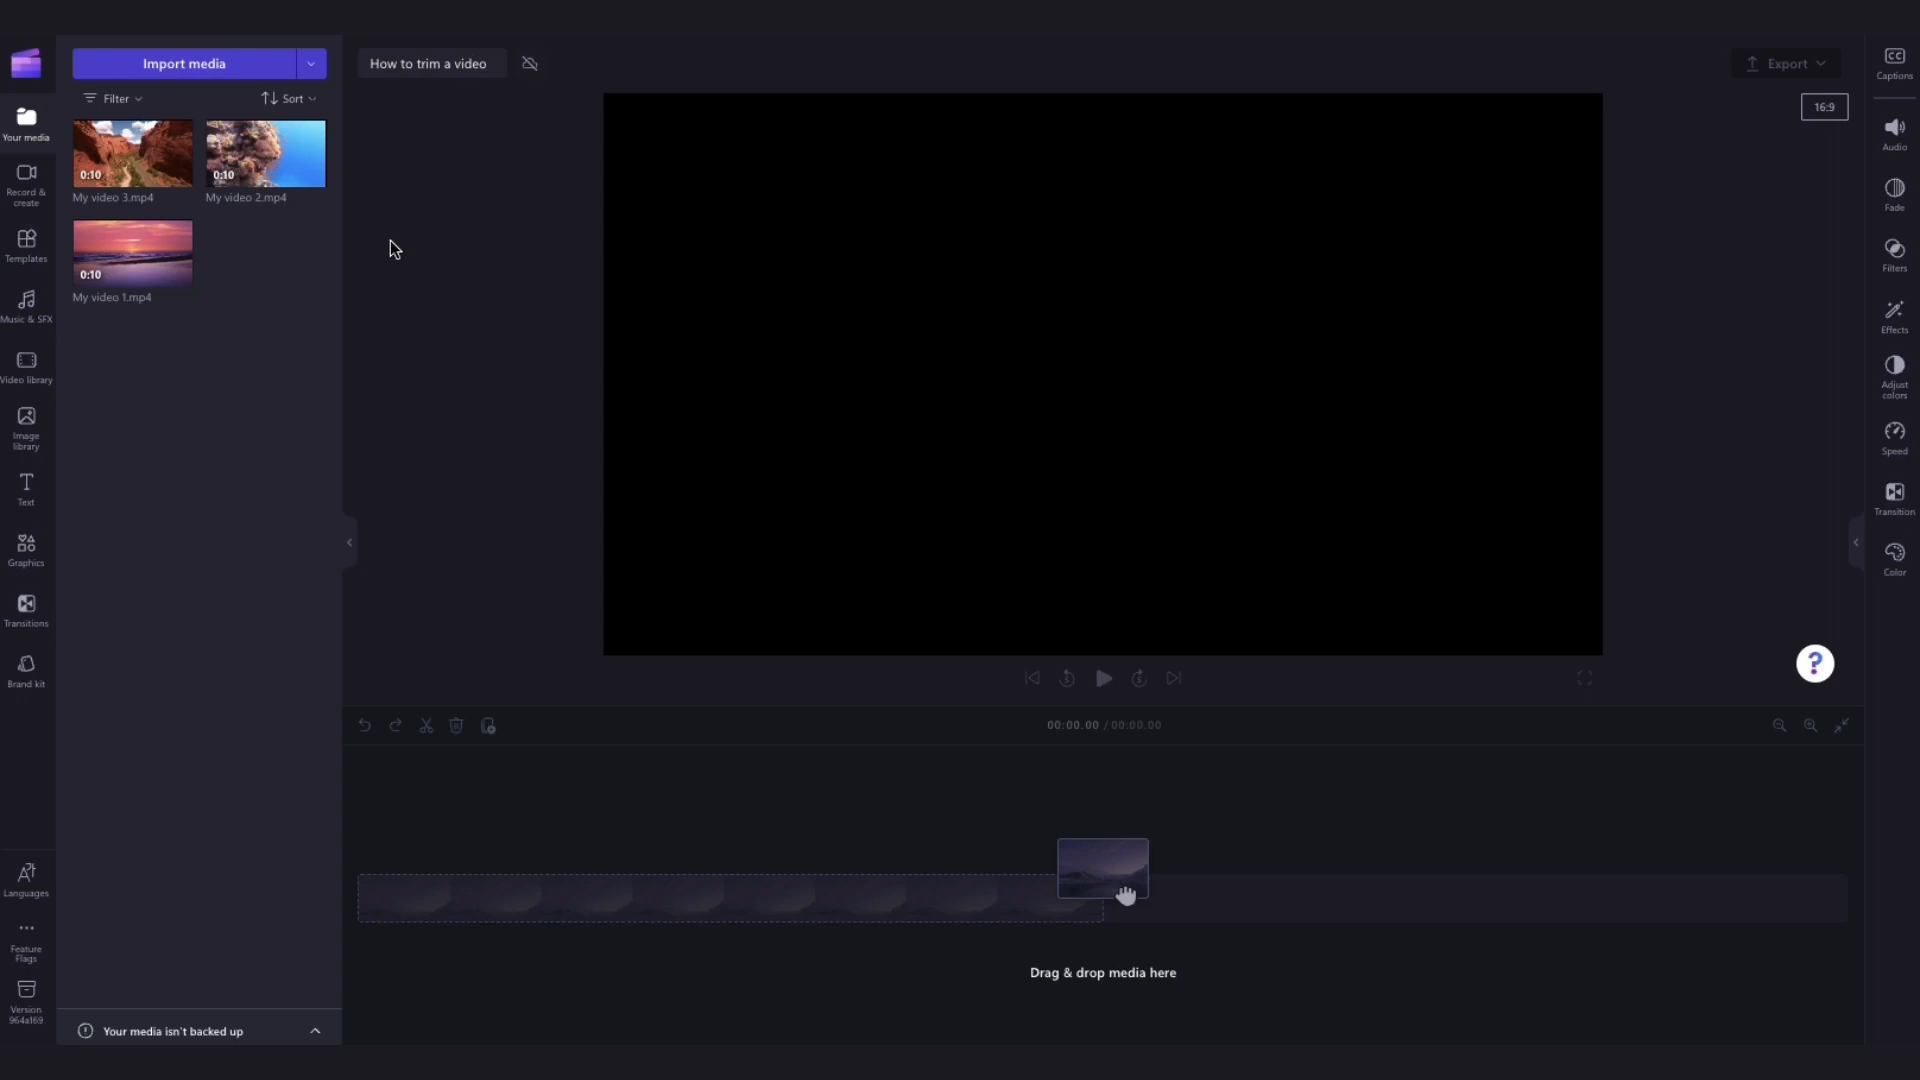 Import media
How to trim a video
Export
Captions
Filter
Sort
16:9
Your media
0:10
0:10
My video 3.mp4
My video 2.mp4
0:10
My video 1.mp4
Record &
create
Templates
Music & SFX
Video library
Image
library
Text
Graphics
Transitions
Brand kit
Languages
Feature
Flags
Version
964a169
Your media isn't backed up
00:00.00 / 00:00.00
Drag & drop media here
?
CC
Audio
Fade
Filters
Effects
Adjust
colors
Speed
Transition
Color